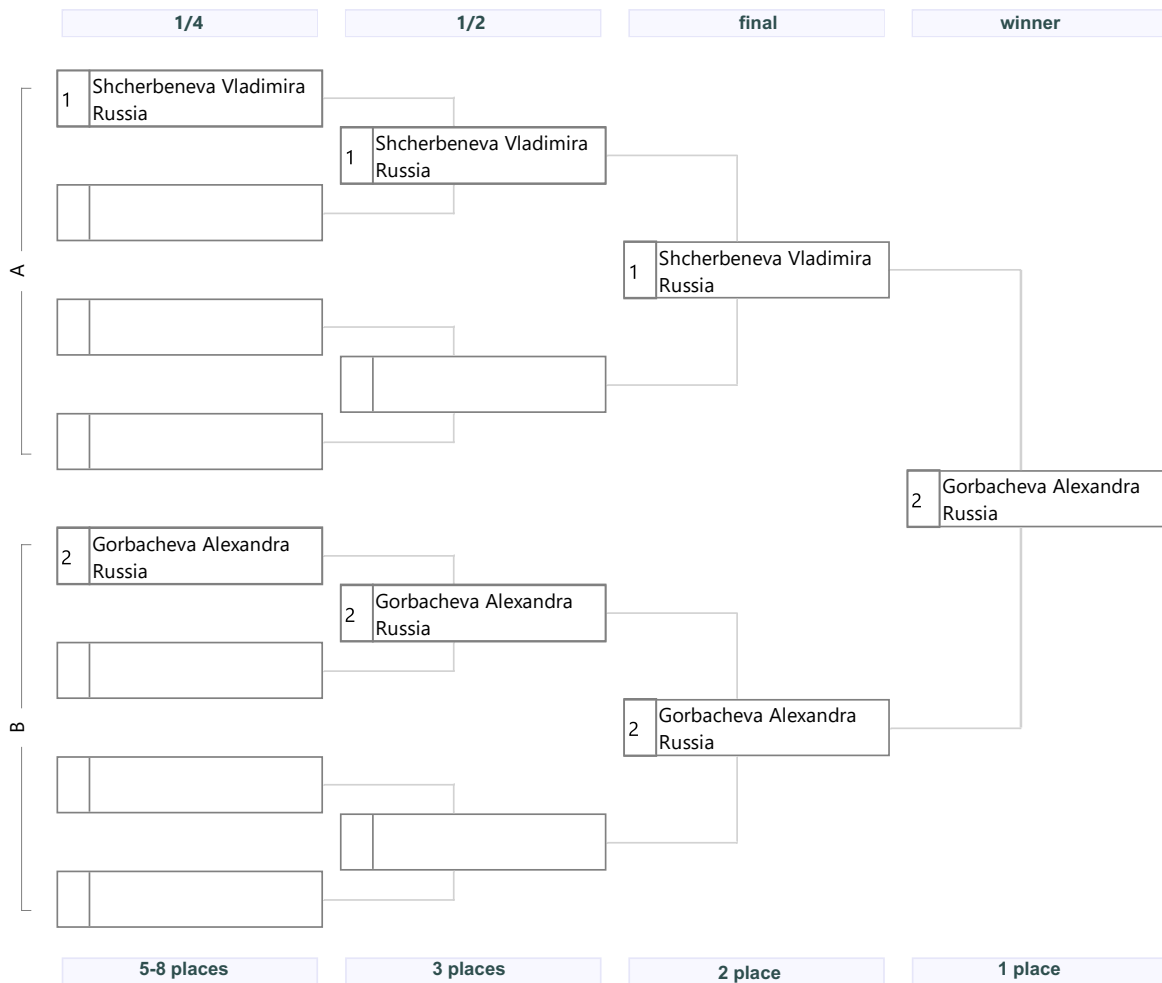 1/4
1/2
final
winner
1
Shcherbeneva Vladimira
Russia
1
Shcherbeneva Vladimira
Russia
1
Shcherbeneva Vladimira
Russia
A
2
Gorbacheva Alexandra
Russia
2
Gorbacheva Alexandra
Russia
2
Gorbacheva Alexandra
Russia
2
Gorbacheva Alexandra
Russia
B
5-8 places
3 places
2 place
1 place